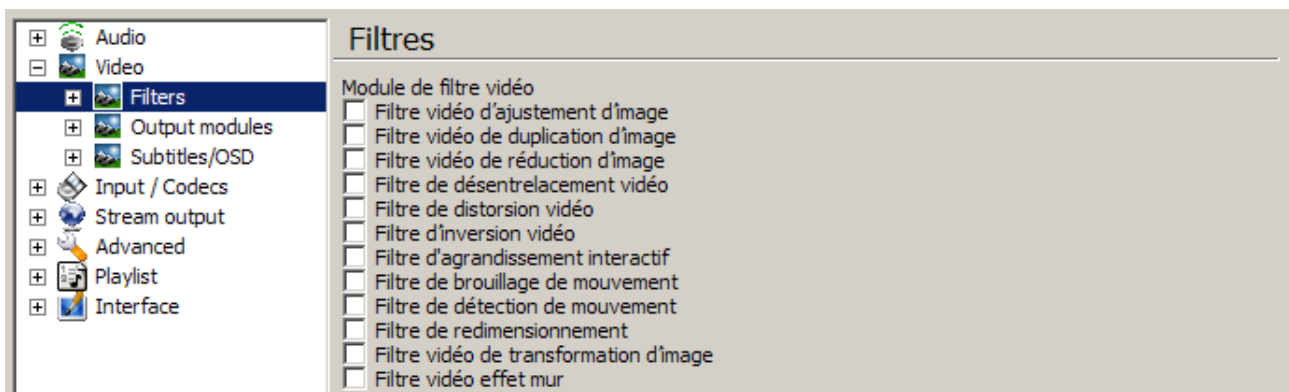 Audio
Video
Filters
Output modules
Subtitles/OSD
Input / Codecs
Stream output
Advanced
Playlist
Interface
Filtres
Module de filtre vidéo
Filtre vidéo d'ajustement d'image
Filtre vidéo de duplication d'image
Filtre vidéo de réduction d'image
Filtre de désentrelacement vidéo
Filtre de distorsion vidéo
Filtre d'inversion vidéo
Filtre d'agrandissement interactif
Filtre de brouillage de mouvement
Filtre de détection de mouvement
Filtre de redimensionnement
Filtre vidéo de transformation d'image
Filtre vidéo effet mur